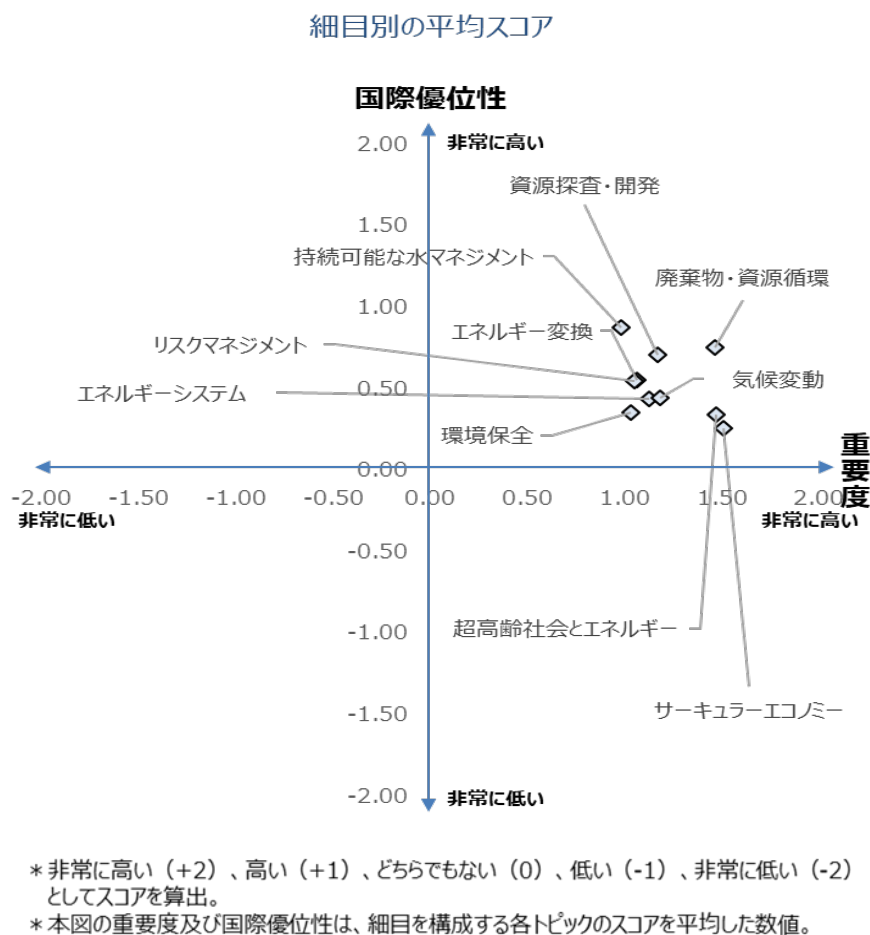 細目別の平均スコア
国際優位性
2.00
非常に高い
資源探査・開発
1.50
持続可能な水マネジメント
廃棄物・資源循環
1.00
エネルギー変換
リスクマネジメント
気候変動
0.50
エネルギーシステム
環境保全
重要度
0.00
-2.00 -1.50 -1.00 -0.50 0.00 0.50 1.00 1.50 2.00
非常に低い
非常に高い
-0.50
超高齢社会とエネルギー
-1.00
サーキュラーエコノミー
-1.50
-2.00
非常に低い
＊非常に高い（+2）、高い（+1）、どちらでもない（0）、低い（-1）、非常に低い（-2）
としてスコアを算出。
＊本図の重要度及び国際優位性は、細目を構成する各トピックのスコアを平均した数値。